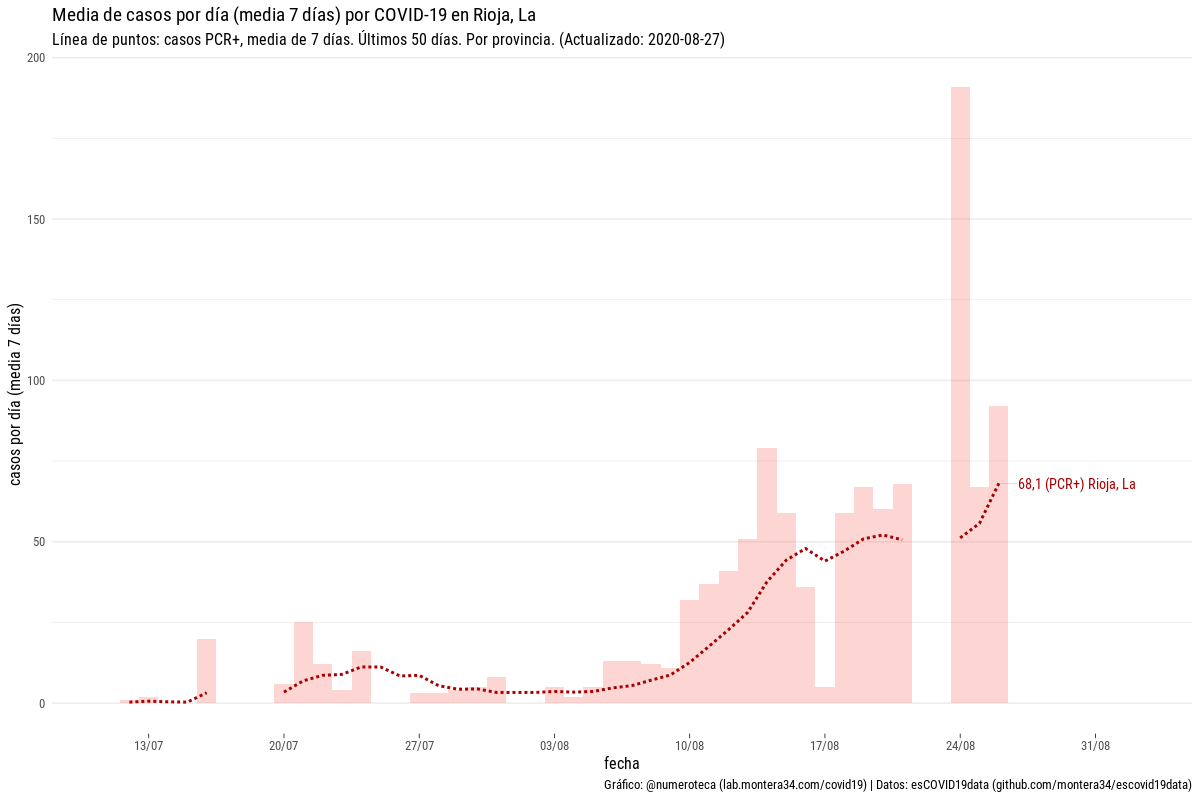 Media de casos por día (media 7 días) por COVID-19 en Rioja, La
Línea de puntos: casos PCR+, media de 7 días. Últimos 50 días. Por provincia. (Actualizado: 2020-08-27)
200
150
100
50
0
casos por día (media 7 días)
68,1 (PCR+) Rioja, La
13/07
20/07
27/07
03/08
10/08
17/08
24/08
31/08
fecha
Gráfico: @numeroteca (lab.montera34.com/covid19) | Datos: esCOVID19data (github.com/montera34/escovid19data)